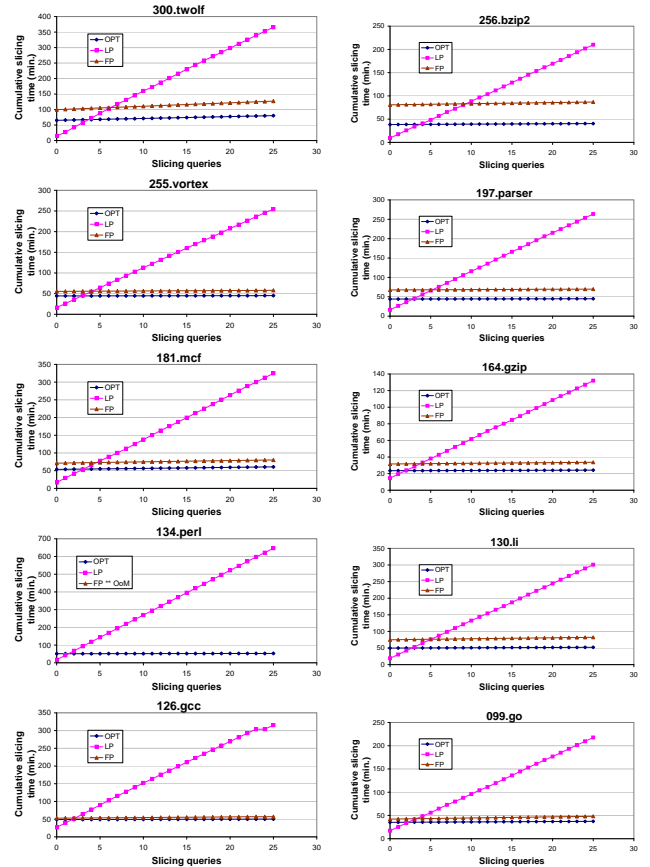 300.twolf
Cumulative slicing
time (min.)
400
350
300
250
200
150
100
50
0
OPT
LP
FP
0 5 10 15 20 25 30
Slicing queries
256.bzip2
Cumulative slicing
time (min.)
250
200
150
100
50
0
OPT
LP
FP
0 5 10 15 20 25 30
Slicing queries
255.vortex
Cumulative slicing
time (min.)
300
250
200
150
100
50
0
OPT
LP
FP
0 5 10 15 20 25 30
Slicing queries
197.parser
Cumulative slicing
time (min.)
300
250
200
150
100
50
0
OPT
LP
FP
0 5 10 15 20 25 30
Slicing queries
181.mcf
Cumulative slicing
time (min.)
350
300
250
200
150
100
50
0
OPT
LP
FP
0 5 10 15 20 25 30
Slicing queries
164.gzip
Cumulative slicing
time (min.)
140
120
100
80
60
40
20
0
OPT
LP
FP
0 5 10 15 20 25 30
Slicing queries
134.perl
Cumulative slicing
time (min.)
700
600
500
400
300
200
100
0
OPT
LP
FP ** OoM
0 5 10 15 20 25 30
Slicing queries
130.li
Cumulative slicing
time (min.)
350
300
250
200
150
100
50
0
OPT
LP
FP
0 5 10 15 20 25 30
Slicing queries
126.gcc
Cumulative slicing
time (min.)
350
300
250
200
150
100
50
0
OPT
LP
FP
0 5 10 15 20 25 30
Slicing queries
099.go
Cumulative slicing
time (min.)
250
200
150
100
50
0
OPT
LP
FP
0 5 10 15 20 25 30
Slicing queries